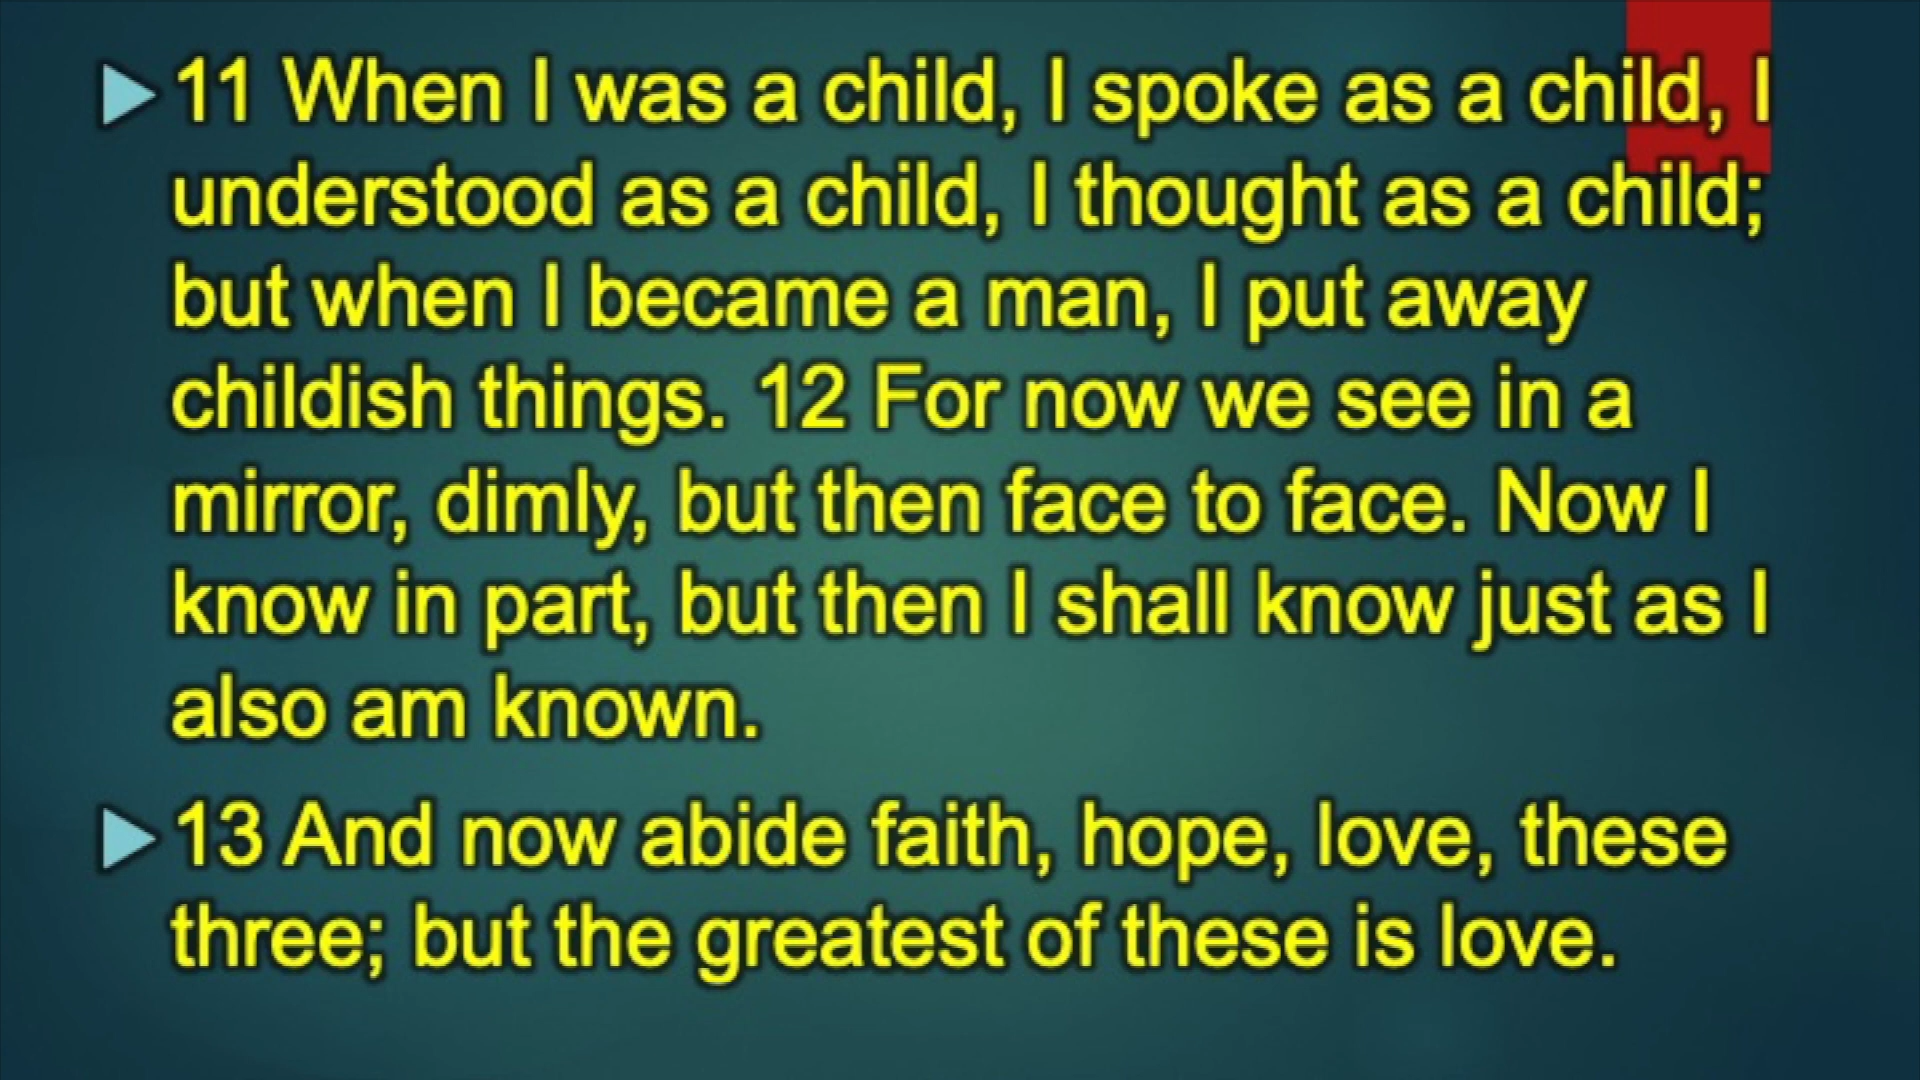 11 When I was a child, I spoke as a child, I
understood as a child, I thought as a child;
but when I became a man, I put away
childish things. 12 For now we see in a
mirror, dimly, but then face to face. Now I
know in part, but then I shall know just as I
also am known.
13 And now abide faith, hope, love, these
three; but the greatest of these is love.